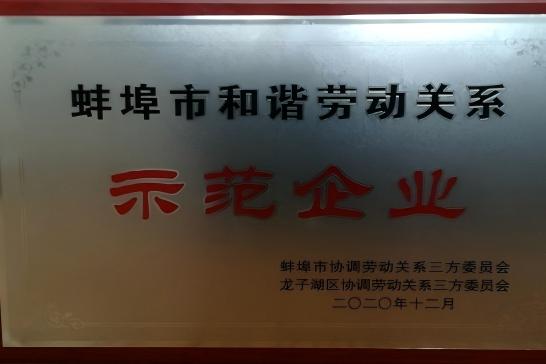 蚌埠市和谐劳动关系
示范企业
蚌埠市协调劳动关系三方委员会
龙子湖区协调劳动关系三方委员会
二〇二〇年十二月